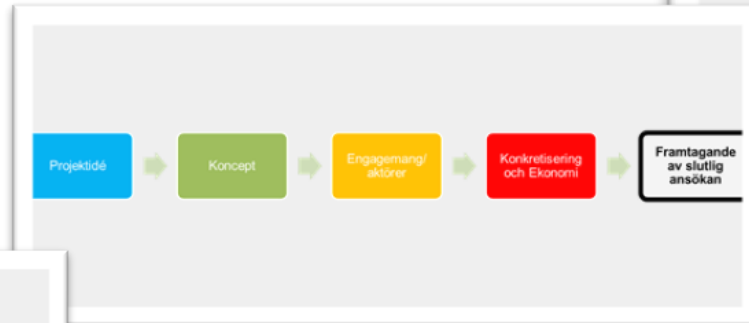 Projektidé
Koncept
Engagemang/
aktörer
Konkretisering
och Ekonomi
Framtagande
av slutlig
ansökan